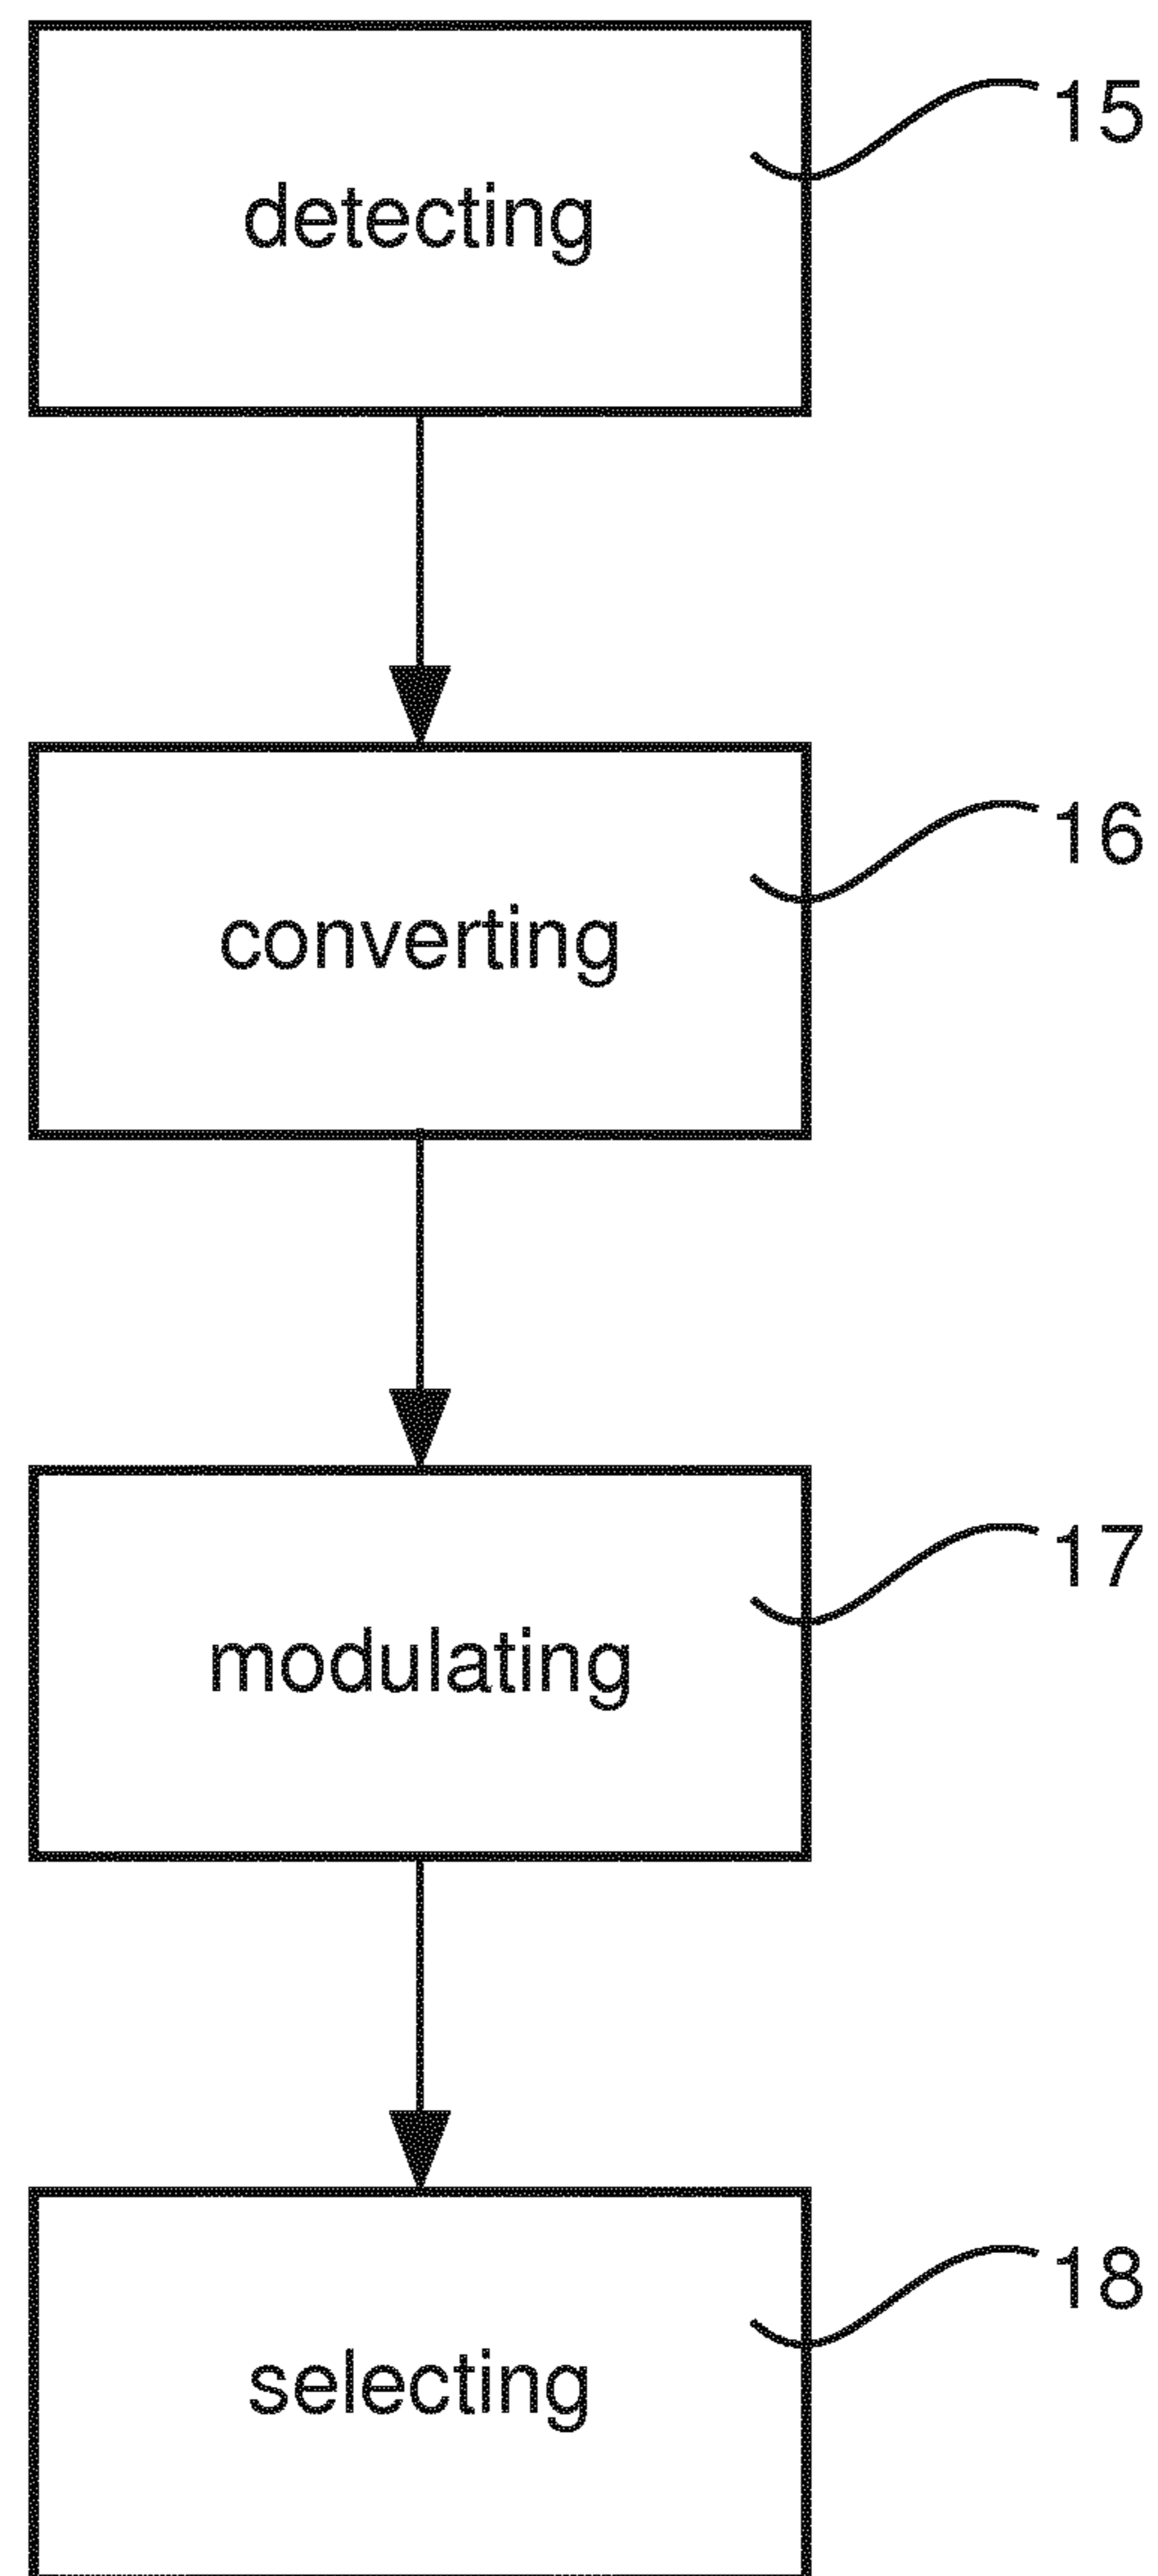 15
detecting
16
converting
17
modulating
18
selecting